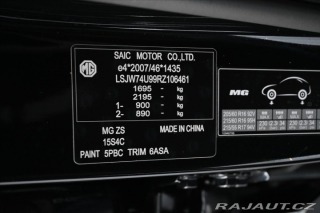 SAIC MOTOR CO.,LTD.
e4*2007/46*1435
LSJW74U99RZ106461
1695 - kg
2195 - kg
1- 900 - kg
2- 890 - kg
MG ZS MADE IN CHINA
15S4C
PAINT 5PBC TRIM 6ASA
MG
MG
RAJAUT.CZ